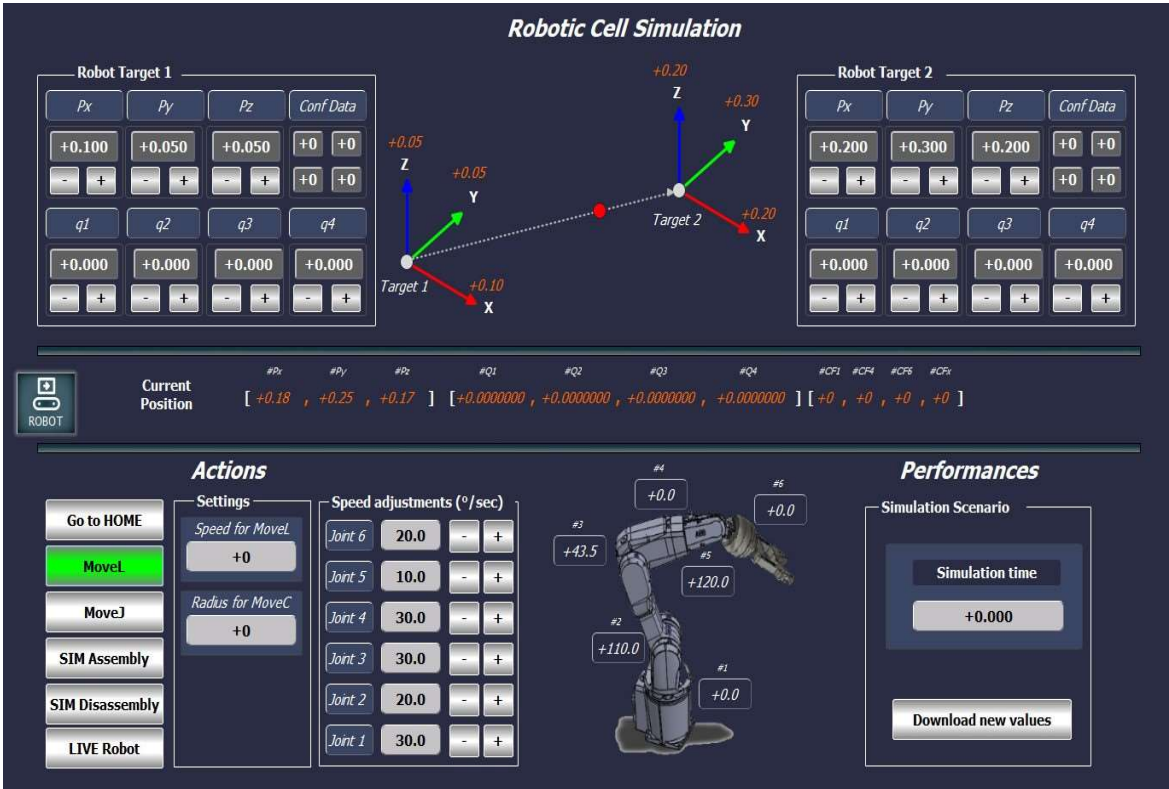 Robotic Cell Simulation
Robot Target 1
Px Py Pz Conf Data
+0.100 +0.050 +0.050 +0 +0
- + - + - + +0 +0
q1 q2 q3 q4
+0.000 +0.000 +0.000 +0.000
- + - + - + - +
+0.05
Z
+0.05
Y
Target 1
+0.10
X
+0.20
Z
+0.30
Y
Target 2
+0.20
X
Robot Target 2
Px Py Pz Conf Data
+0.200 +0.300 +0.200 +0 +0
- + - + - + +0 +0
q1 q2 q3 q4
+0.000 +0.000 +0.000 +0.000
- + - + - + - +
ROBOT
Current
Position
#Px #Py #Pz #Q1 #Q2 #Q3 #Q4 #CF1 #CF4 #CF6 #CFx
[ +0.18 , +0.25 , +0.17 ] [+0.0000000 , +0.0000000 , +0.0000000 , +0.0000000 ] [ +0 , +0 , +0 , +0 ]
Actions
Go to HOME
MoveL
MoveJ
SIM Assembly
SIM Disassembly
LIVE Robot
Settings
Speed for MoveL
+0
Radius for MoveC
+0
Speed adjustments (º/sec)
Joint 6 20.0 - +
Joint 5 10.0 - +
Joint 4 30.0 - +
Joint 3 30.0 - +
Joint 2 20.0 - +
Joint 1 30.0 - +
#4
+0.0
#6
+0.0
#3
+43.5
#5
+120.0
#2
+110.0
#1
+0.0
ABB
Performances
Simulation Scenario
Simulation time
+0.000
Download new values